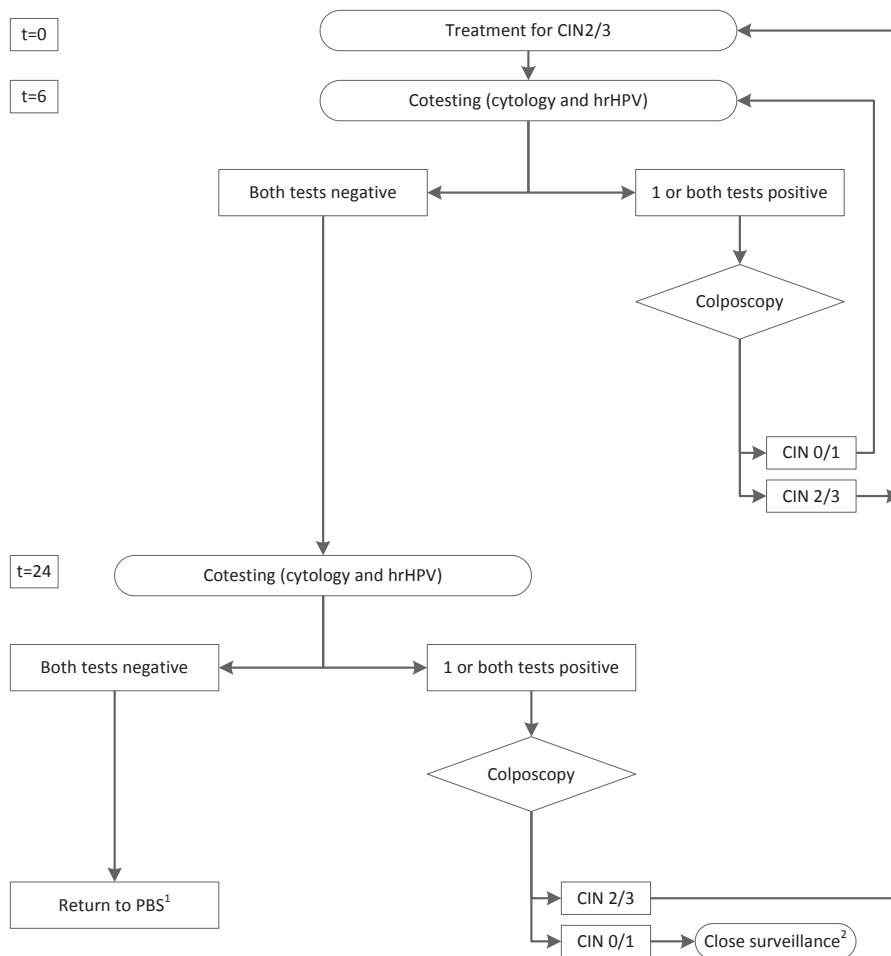 t=0
Treatment for CIN2/3
t=6
Cotesting (cytology and hrHPV)
Both tests negative
1 or both tests positive
Colposcopy
CIN 0/1
CIN 2/3
t=24
Cotesting (cytology and hrHPV)
Both tests negative
1 or both tests positive
Colposcopy
Return to PBS¹
CIN 2/3
CIN 0/1
Close surveillance²